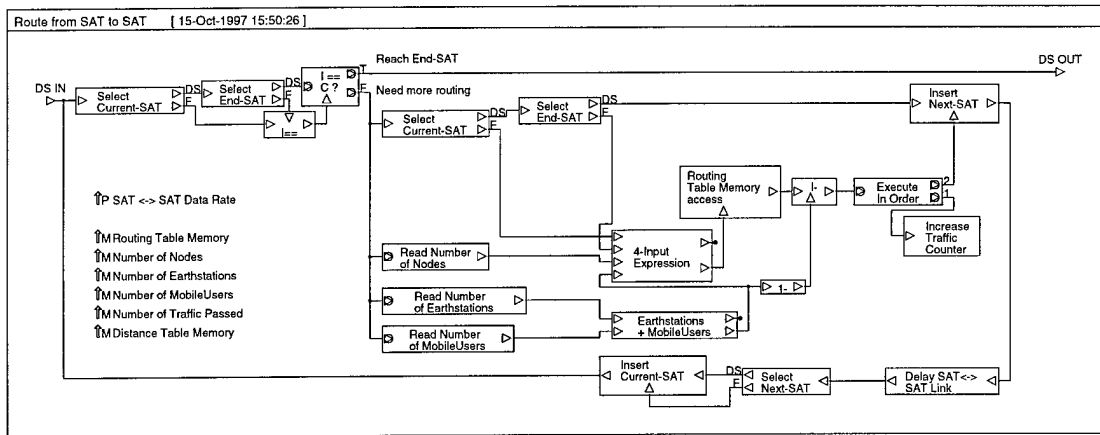 Route from SAT to SAT [ 15-Oct-1997 15:50:26 ]
Reach End-SAT
DS OUT
DS IN
Select
Current-SAT
DS
F
Select
End-SAT
DS
F
I ==
C ?
T
F
I==
Need more routing
Select
Current-SAT
DS
F
Select
End-SAT
DS
F
Insert
Next-SAT
Routing
Table Memory
access
I-
Execute
In Order
2
1
Increase
Traffic
Counter
⇑P SAT <-> SAT Data Rate
⇑M Routing Table Memory
⇑M Number of Nodes
⇑M Number of Earthstations
⇑M Number of MobileUsers
⇑M Number of Traffic Passed
⇑M Distance Table Memory
Read Number
of Nodes
4-Input
Expression
1-
Read Number
of Earthstations
Earthstations
+ MobileUsers
Read Number
of MobileUsers
Insert
Current-SAT
DS
F
Select
Next-SAT
Delay SAT<->
SAT Link